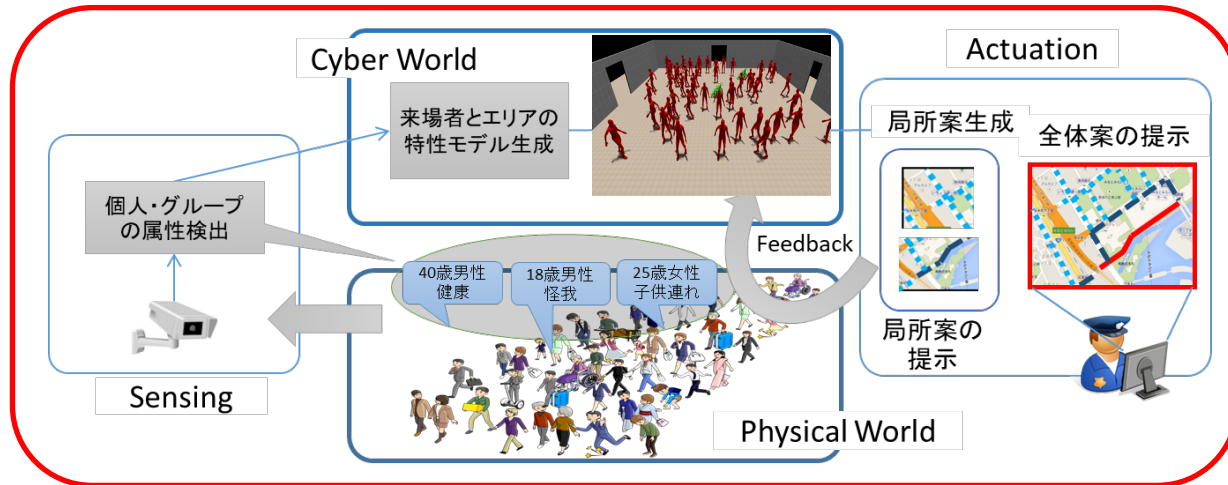 Cyber World
来場者とエリアの
特性モデル生成
Actuation
局所案生成
全体案の提示
局所案の
提示
個人・グループ
の属性検出
Sensing
Feedback
40歳男性
健康
18歳男性
怪我
25歳女性
子供連れ
Physical World